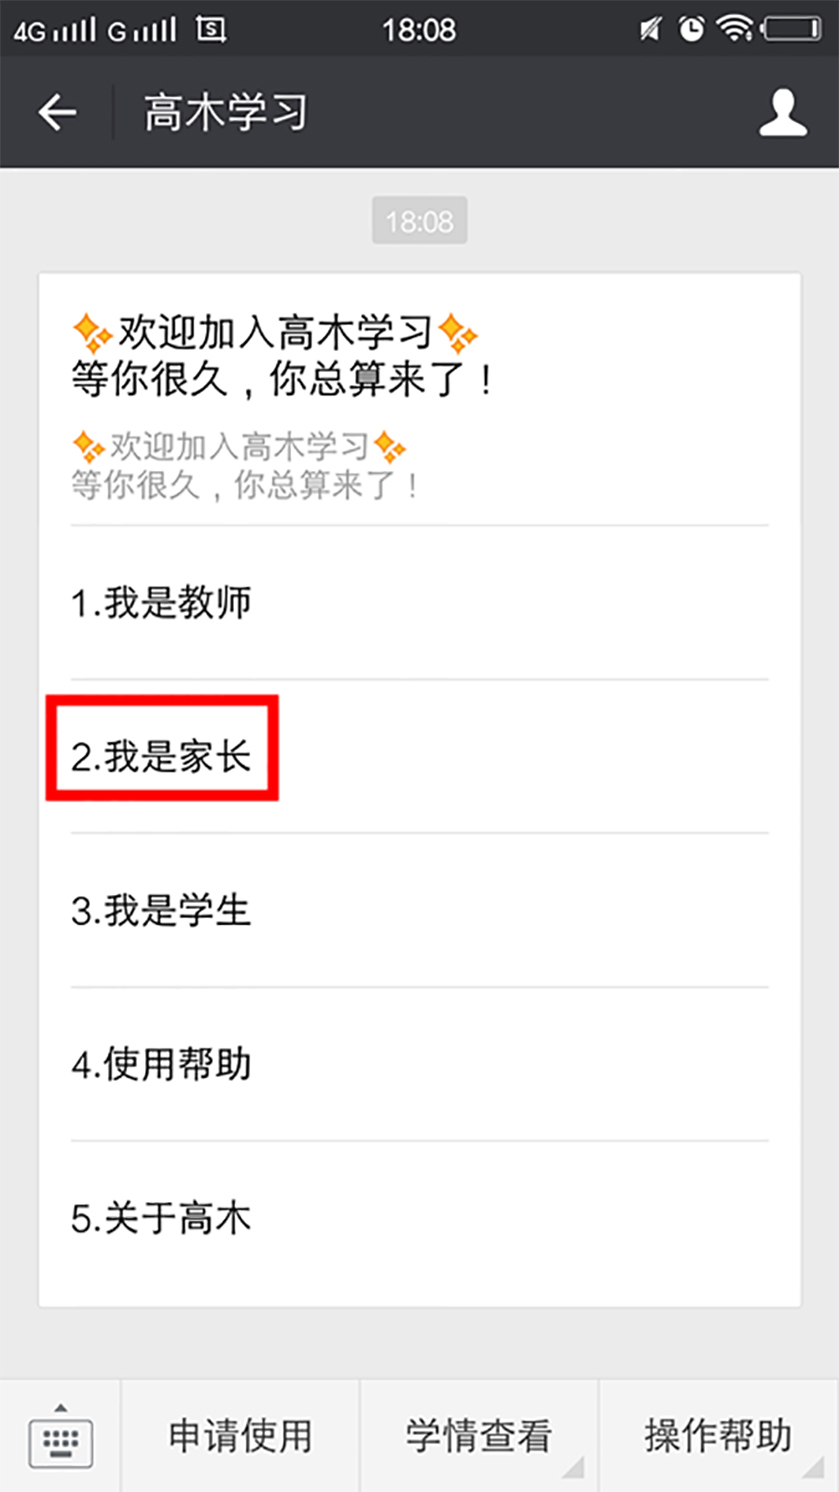 4G G 18:08
高木学习
18:08
✨欢迎加入高木学习✨
等你很久，你总算来了！
✨欢迎加入高木学习✨
等你很久，你总算来了！
1.我是教师
2.我是家长
3.我是学生
4.使用帮助
5.关于高木
申请使用 学情查看 操作帮助